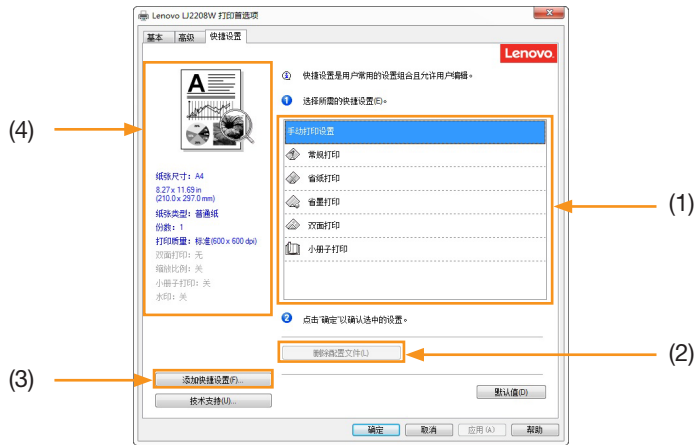 Lenovo LJ2208W 打印首选项
基本 高级 快捷设置
Lenovo
快捷设置是用户常用的设置组合且允许用户编辑。
1 选择所需的快捷设置(E)。
手动打印设置
常规打印
省纸打印
省墨打印
双面打印
小册子打印
(4)
(1)
纸张尺寸：A4
8.27 x 11.69 in
(210.0 x 297.0 mm)
纸张类型：普通纸
份数：1
打印质量：标准(600 x 600 dpi)
双面打印：无
缩放比例：关
小册子打印：关
水印：关
2 点击"确定"以确认选中的设置。
删除配置文件(L)
(2)
(3)
添加快捷设置(F)...
技术支持(U)...
默认值(D)
确定 取消 应用(A) 帮助